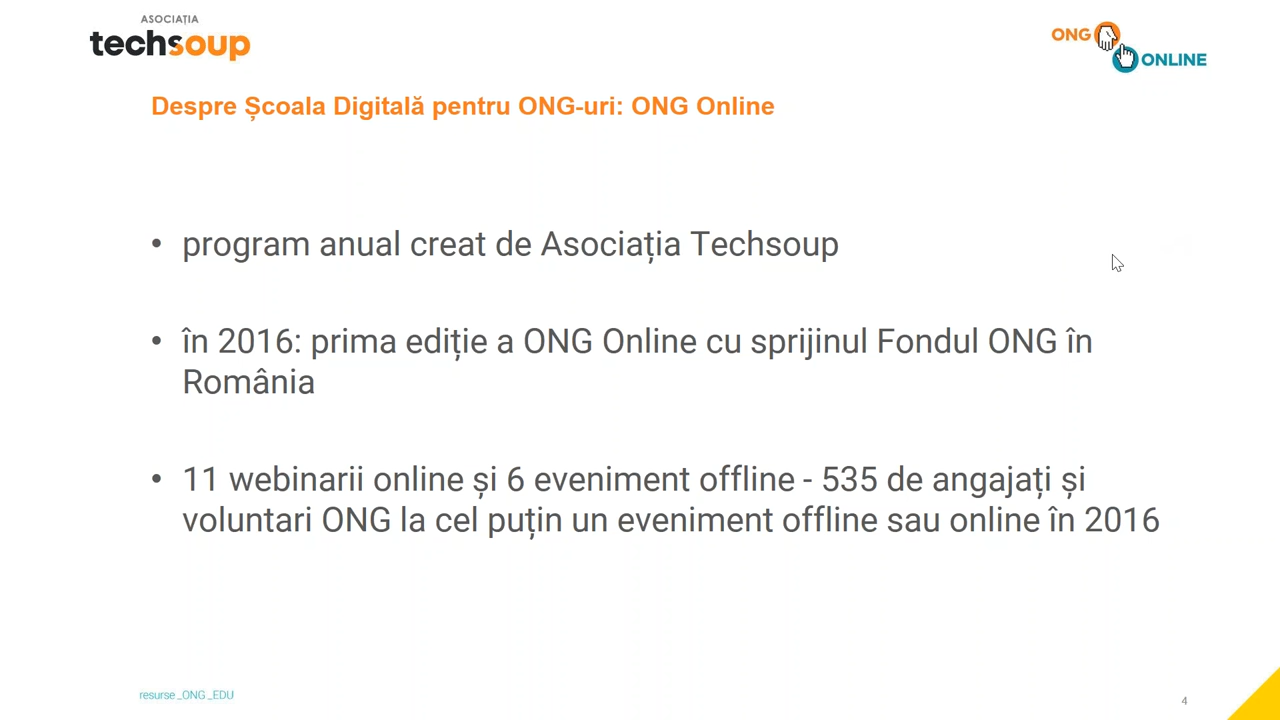 ASOCIAȚIA
techsoup
ONG
ONLINE
Despre Școala Digitală pentru ONG-uri: ONG Online
• program anual creat de Asociația Techsoup
• în 2016: prima ediție a ONG Online cu sprijinul Fondul ONG în
România
• 11 webinarii online și 6 eveniment offline - 535 de angajați și
voluntari ONG la cel puțin un eveniment offline sau online în 2016
resurse_ONG_EDU
4